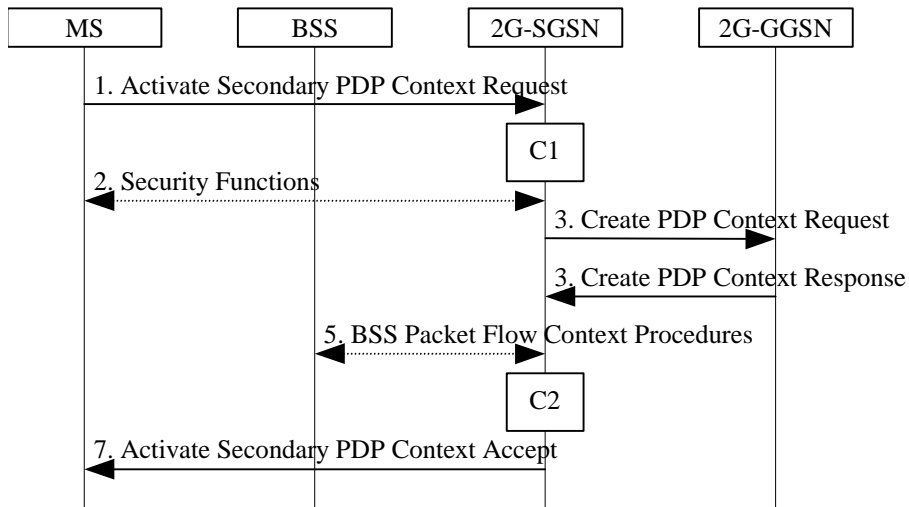 MS BSS 2G-SGSN 2G-GGSN
1. Activate Secondary PDP Context Request
C1
2. Security Functions
3. Create PDP Context Request
3. Create PDP Context Response
5. BSS Packet Flow Context Procedures
C2
7. Activate Secondary PDP Context Accept